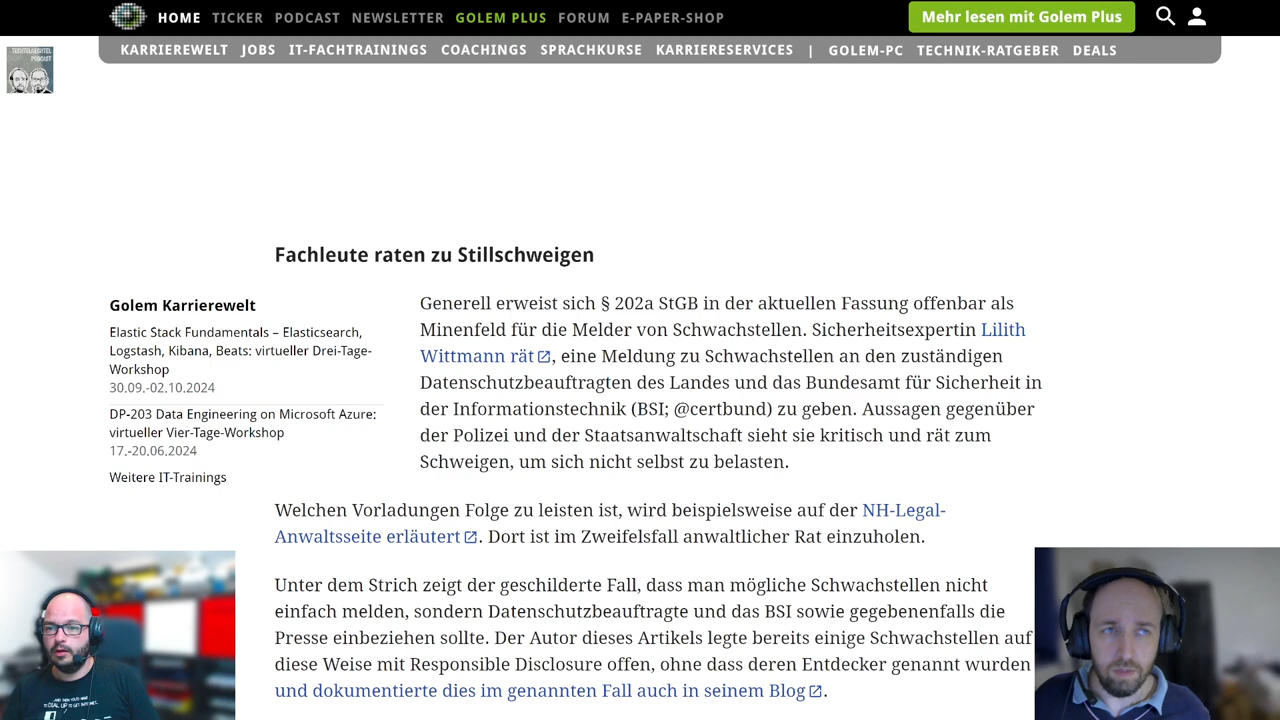 HOME TICKER PODCAST NEWSLETTER GOLEM PLUS FORUM E-PAPER-SHOP
Mehr lesen mit Golem Plus
KARRIEREWELT JOBS IT-FACHTRAININGS COACHINGS SPRACHKURSE KARRIERESERVICES | GOLEM-PC TECHNIK-RATGEBER DEALS
TECHTELMECHTEL
PODCAST
Fachleute raten zu Stillschweigen
Golem Karrierewelt
Elastic Stack Fundamentals – Elasticsearch,
Logstash, Kibana, Beats: virtueller Drei-Tage-
Workshop
30.09.-02.10.2024
DP-203 Data Engineering on Microsoft Azure:
virtueller Vier-Tage-Workshop
17.-20.06.2024
Weitere IT-Trainings
Generell erweist sich § 202a StGB in der aktuellen Fassung offenbar als
Minenfeld für die Melder von Schwachstellen. Sicherheitsexpertin Lilith
Wittmann rät, eine Meldung zu Schwachstellen an den zuständigen
Datenschutzbeauftragten des Landes und das Bundesamt für Sicherheit in
der Informationstechnik (BSI; @certbund) zu geben. Aussagen gegenüber
der Polizei und der Staatsanwaltschaft sieht sie kritisch und rät zum
Schweigen, um sich nicht selbst zu belasten.
Welchen Vorladungen Folge zu leisten ist, wird beispielsweise auf der NH-Legal-
Anwaltsseite erläutert. Dort ist im Zweifelsfall anwaltlicher Rat einzuholen.
Unter dem Strich zeigt der geschilderte Fall, dass man mögliche Schwachstellen nicht
einfach melden, sondern Datenschutzbeauftragte und das BSI sowie gegebenenfalls die
Presse einbeziehen sollte. Der Autor dieses Artikels legte bereits einige Schwachstellen auf
diese Weise mit Responsible Disclosure offen, ohne dass deren Entdecker genannt wurden
und dokumentierte dies im genannten Fall auch in seinem Blog.